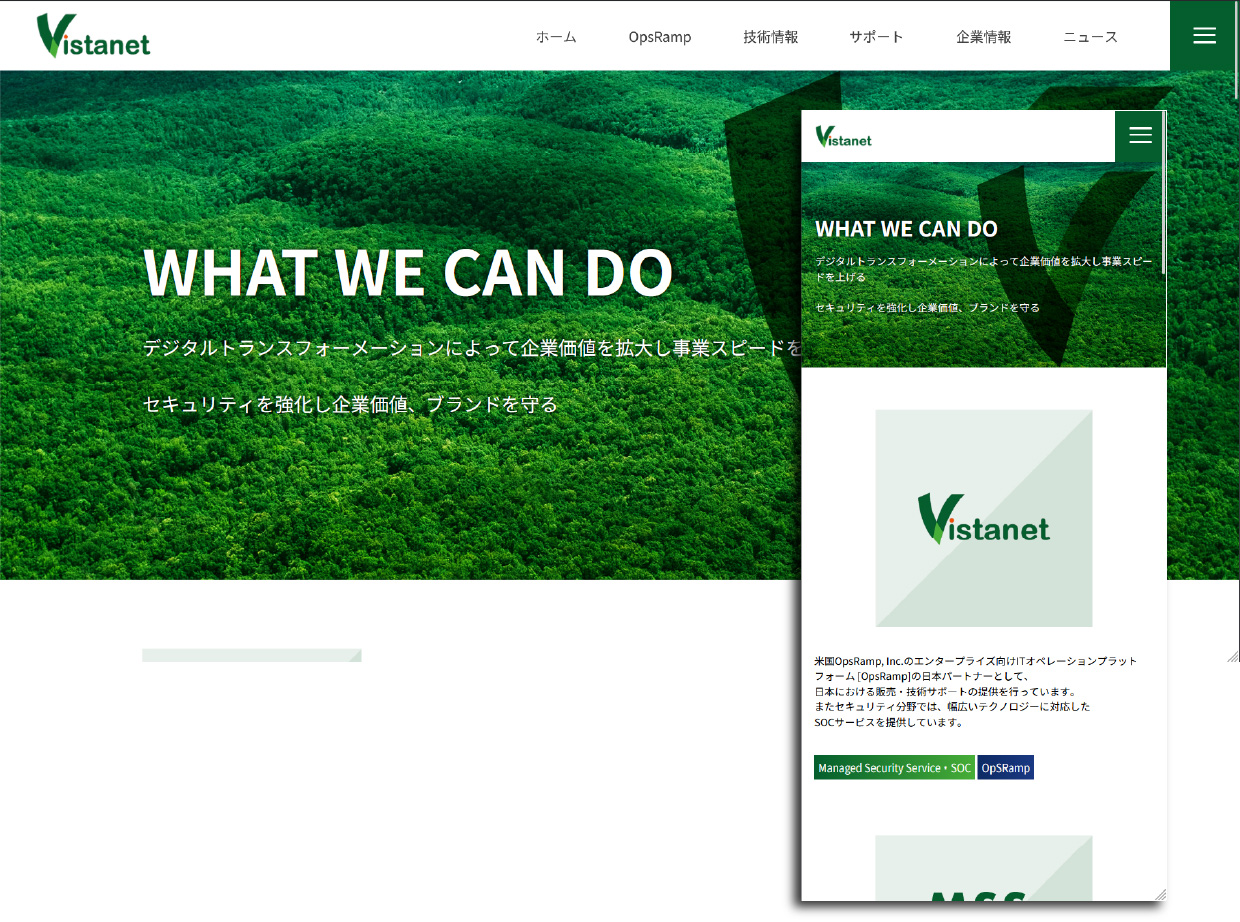 Vistanet
ホーム
OpsRamp
技術情報
サポート
企業情報
ニュース
WHAT WE CAN DO
デジタルトランスフォーメーションによって企業価値を拡大し事業スピードを
セキュリティを強化し企業価値、ブランドを守る
Vistanet
WHAT WE CAN DO
デジタルトランスフォーメーションによって企業価値を拡大し事業スピー
ドを上げる
セキュリティを強化し企業価値、ブランドを守る
Vistanet
米国OpsRamp, Inc.のエンタープライズ向けITオペレーションプラット
フォーム [OpsRamp]の日本パートナーとして、
日本における販売・技術サポートの提供を行っています。
またセキュリティ分野では、幅広いテクノロジーに対応した
SOCサービスを提供しています。
Managed Security Service・SOC
OpSRamp
MSS